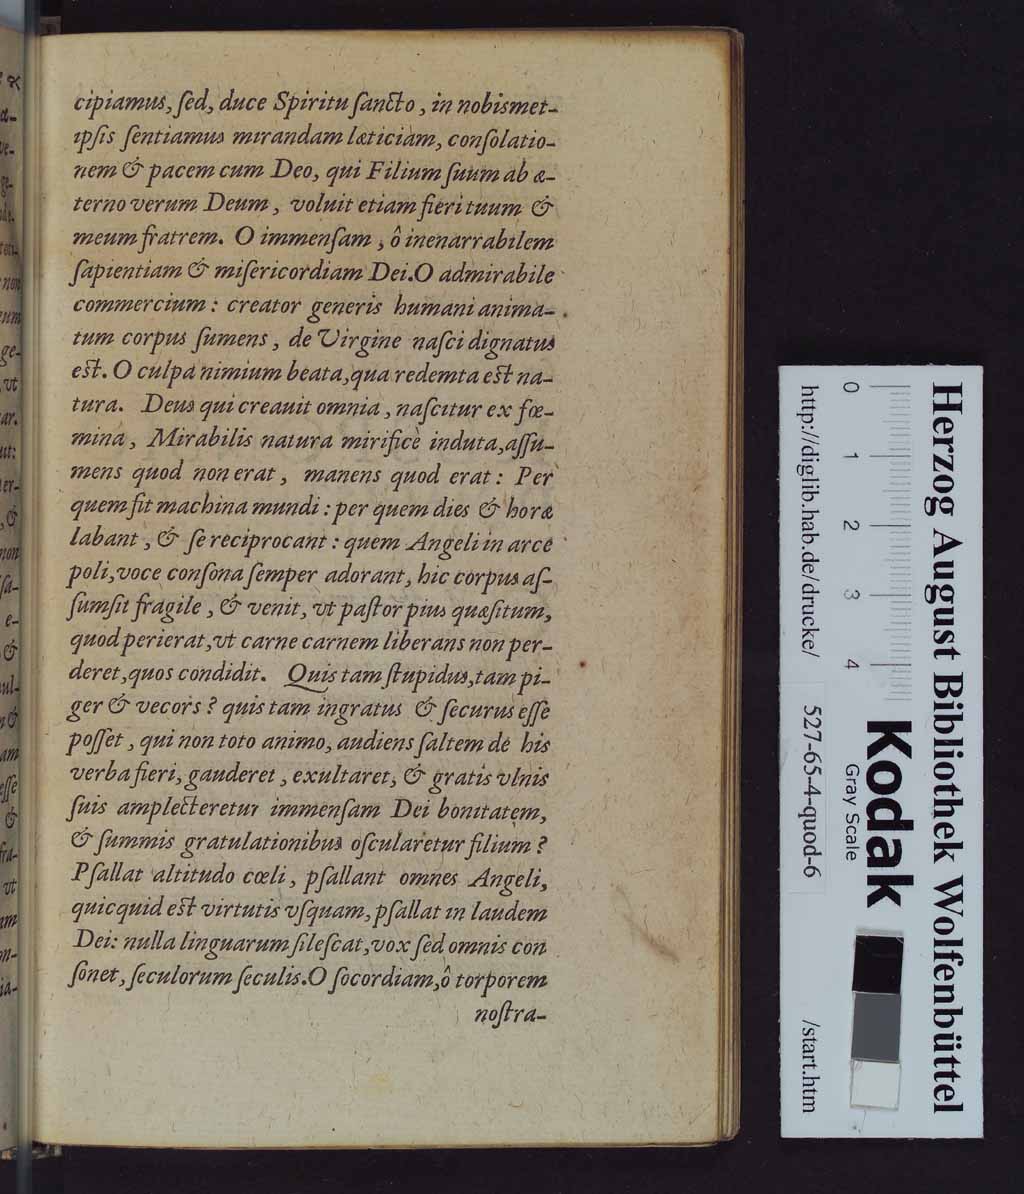 cipiamus, ſed, duce Spiritu ſancto, in nobismet-
ipſis ſentiamus mirandam læticiam, conſolatio-
nem & pacem cum Deo, qui Filium ſuum ab æ-
terno verum Deum, voluit etiam fieri tuum &
meum fratrem. O immenſam, ô inenarrabilem
ſapientiam & miſericordiam Dei. O admirabile
commercium: creator generis humani anima-
tum corpus ſumens, de Virgine naſci dignatus
eſt. O culpa nimium beata, qua redemta eſt na-
tura. Deus qui creauit omnia, naſcitur ex fœ-
mina, Mirabilis natura mirificè induta, aſſu-
mens quod non erat, manens quod erat: Per
quem fit machina mundi: per quem dies & horæ
labant, & ſe reciprocant: quem Angeli in arce
poli, voce conſona ſemper adorant, hic corpus aſ-
ſumſit fragile, & venit, vt paſtor pius quæſitum,
quod perierat, vt carne carnem liberans non per-
deret, quos condidit. Quis tam ſtupidus, tam pi-
ger & vecors? quis tam ingratus & ſecurus eſſe
poſſet, qui non toto animo, audiens ſaltem de his
verba fieri, gauderet, exultaret, & gratis vlnis
ſuis amplecteretur immenſam Dei bonitatem,
& ſummis gratulationibus oſcularetur filium?
Pſallat altitudo cœli, pſallant omnes Angeli,
quicquid eſt virtutis vſquam, pſallat in laudem
Dei: nulla linguarum ſileſcat, vox ſed omnis con
ſonet, ſeculorum ſeculis. O ſocordiam, ô torporem
noſtra-
Herzog August Bibliothek Wolfenbüttel
Kodak
Gray Scale
0 1 2 3 4
http://diglib.hab.de/drucke/ 527-65-4-quod-6 /start.htm